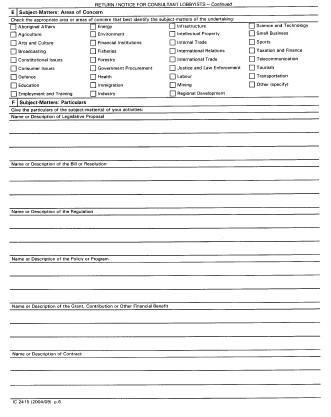 RETURN / NOTICE FOR CONSULTANT LOBBYISTS – Continued
E Subject-Matters: Areas of Concern
Check the appropriate area or areas of concern that best identify the subject-matters of the undertaking:
Aboriginal Affairs Energy Infrastructure Science and Technology
Agriculture Environment Intellectual Property Small Business
Arts and Culture Financial Institutions Internal Trade Sports
Broadcasting Fisheries International Relations Taxation and Finance
Constitutional Issues Forestry International Trade Telecommunication
Consumer Issues Government Procurement Justice and Law Enforcement Tourism
Defence Health Labour Transportation
Education Immigration Mining Other (specify)
Employment and Training Industry Regional Development
F Subject-Matters: Particulars
Give the particulars of the subject-matter(s) of your activities:
Name or Description of Legislative Proposal
Name or Description of the Bill or Resolution
Name or Description of the Regulation
Name or Description of the Policy or Program
Name or Description of the Grant, Contribution or Other Financial Benefit
Name or Description of Contract
IC 2415 (2004/09) p.6